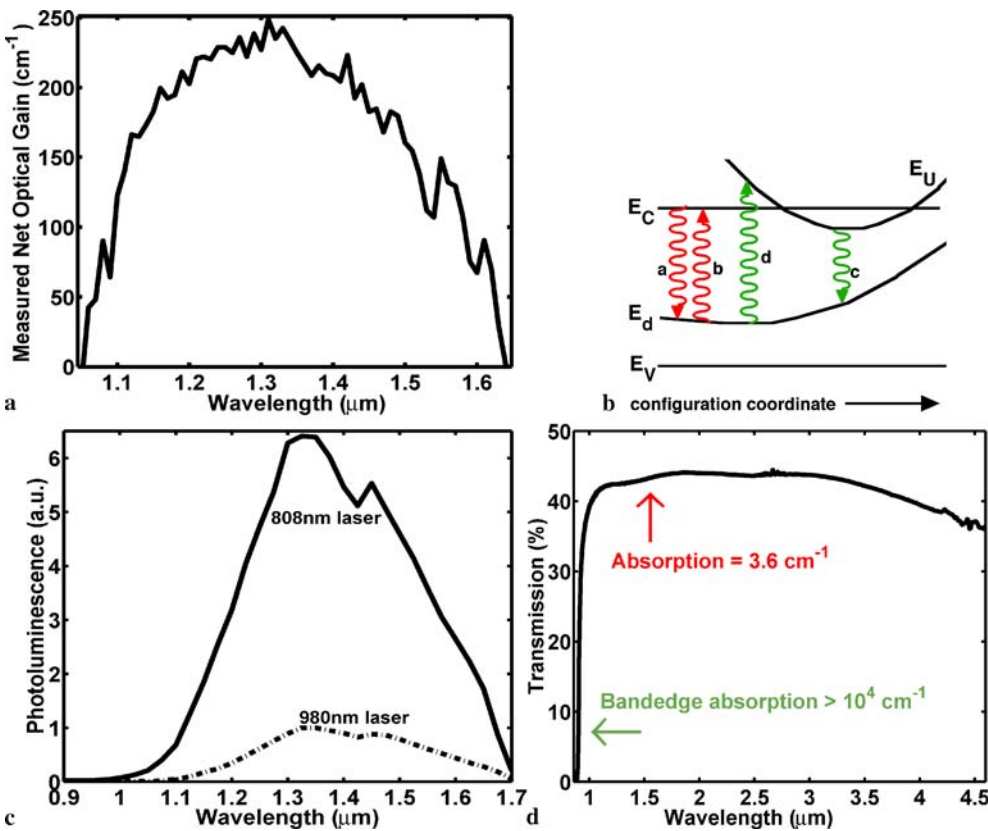 Measured Net Optical Gain (cm⁻¹)
250
200
150
100
50
0
1.1 1.2 1.3 1.4 1.5 1.6
Wavelength (μm)
a
E_U
E_C
a b d c
E_d
E_V
b configuration coordinate
Photoluminescence (a.u.)
6
5
4
3
2
1
0
808nm laser
980nm laser
0.9 1 1.1 1.2 1.3 1.4 1.5 1.6 1.7
c Wavelength (μm)
Transmission (%)
50
40
30
20
10
0
Absorption = 3.6 cm⁻¹
Bandedge absorption > 10⁴ cm⁻¹
1 1.5 2 2.5 3 3.5 4 4.5
d Wavelength (μm)